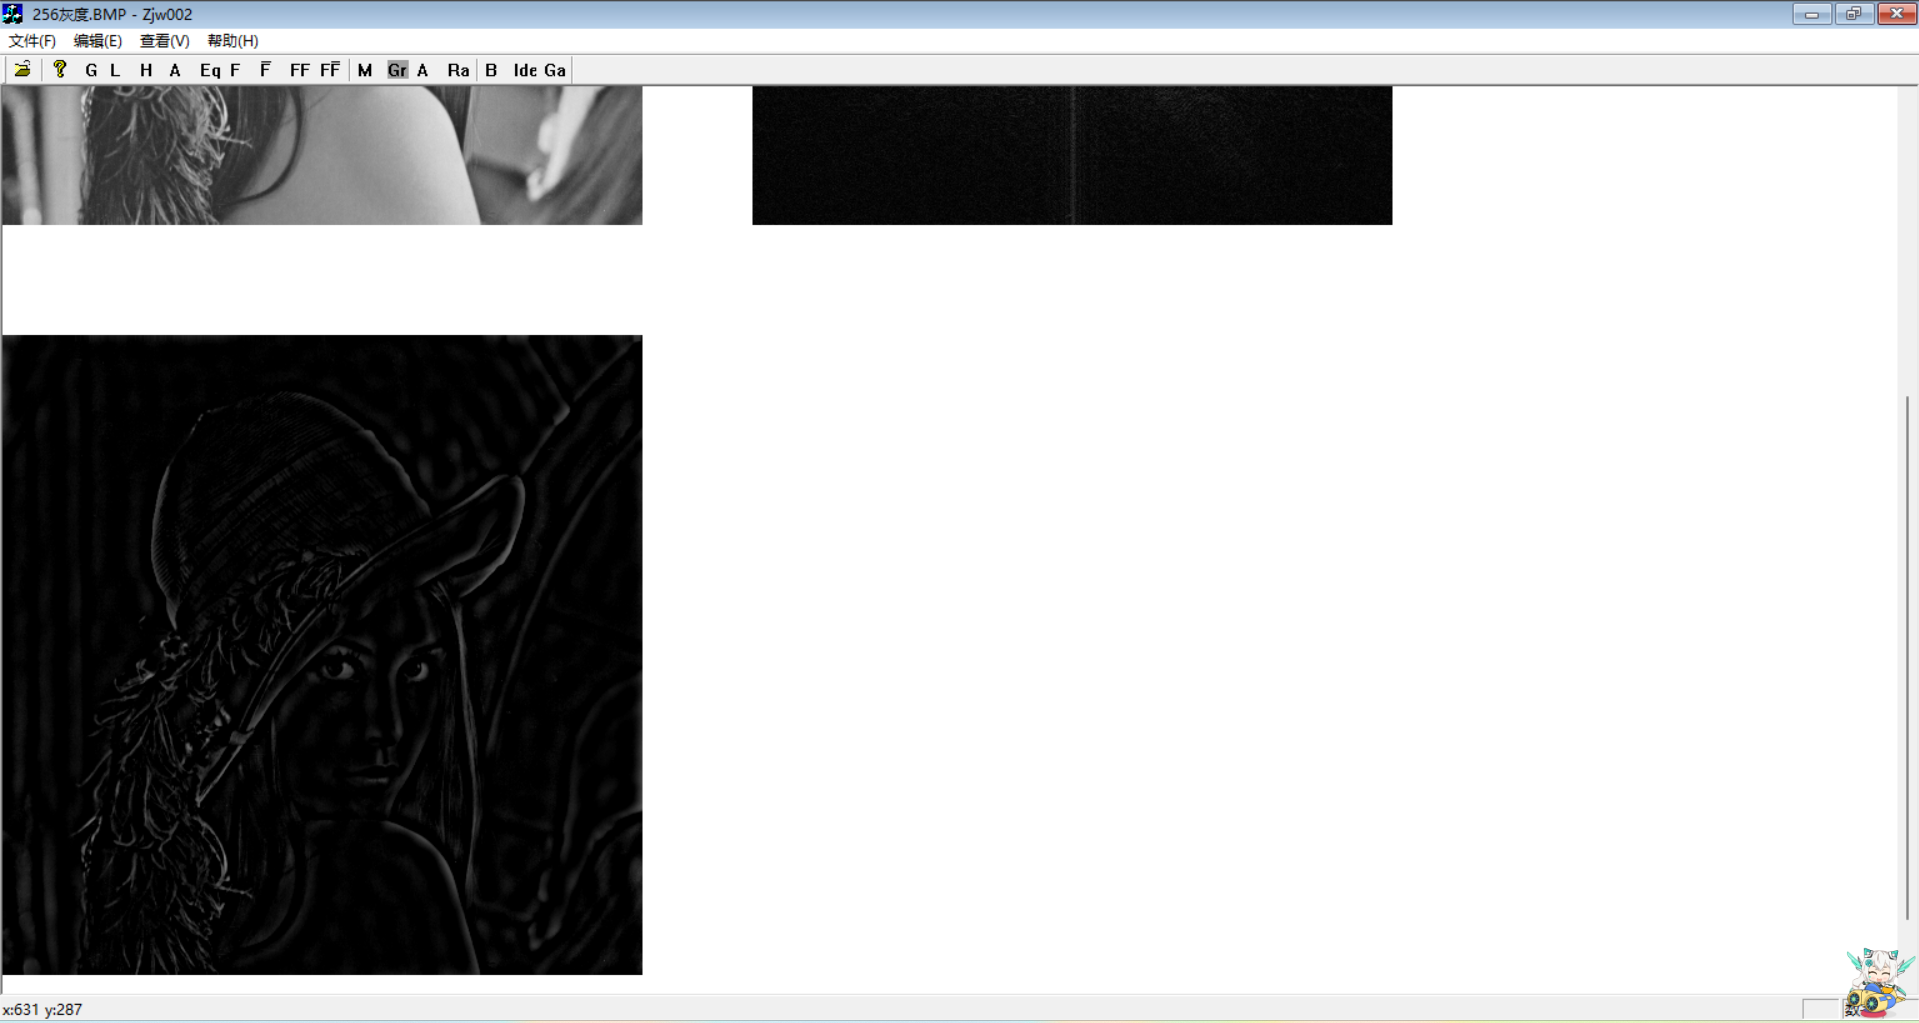 256灰度.BMP - Zjw002
文件(F) 编辑(E) 查看(V) 帮助(H)
G L H A Eq F F̅ FF FF̅ M Gr A Ra B Ide Ga
x:631 y:287
数